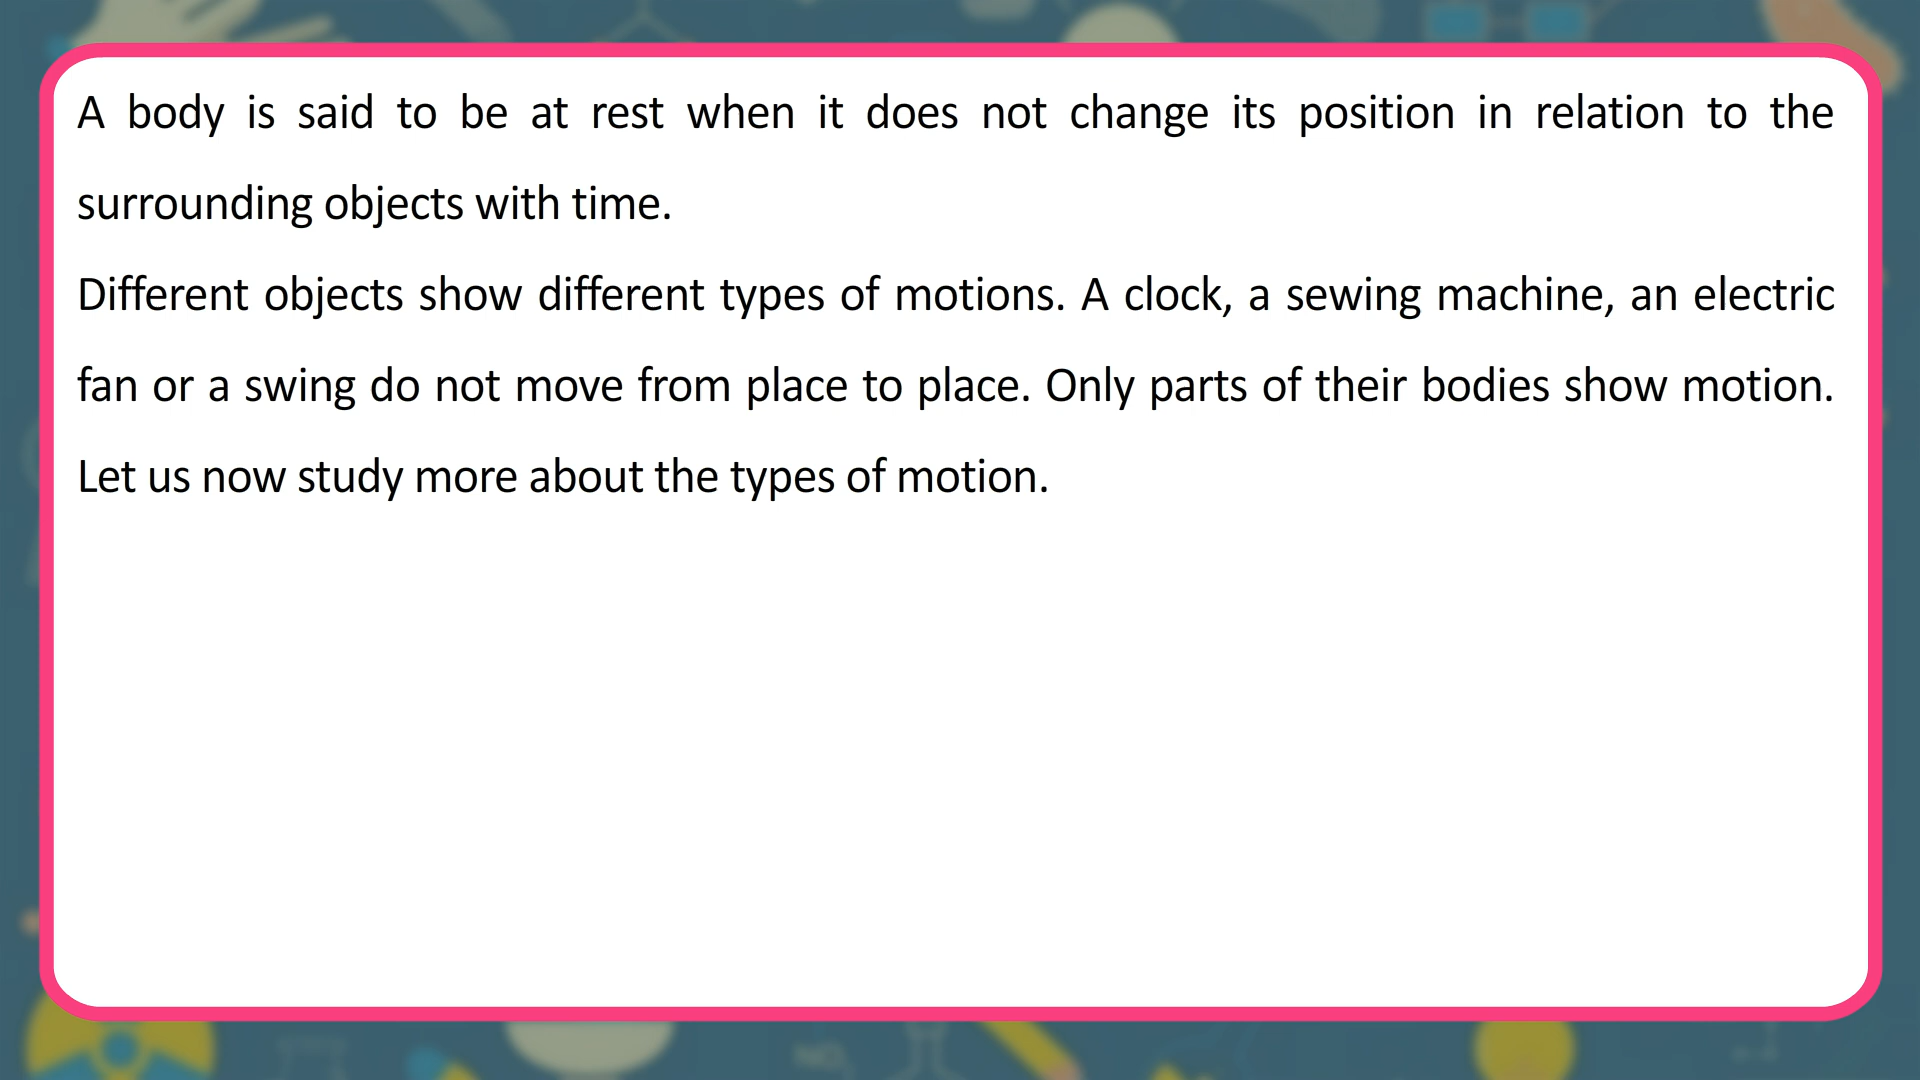 A body is said to be at rest when it does not change its position in relation to the
surrounding objects with time.
Different objects show different types of motions. A clock, a sewing machine, an electric
fan or a swing do not move from place to place. Only parts of their bodies show motion.
Let us now study more about the types of motion.
NO₂